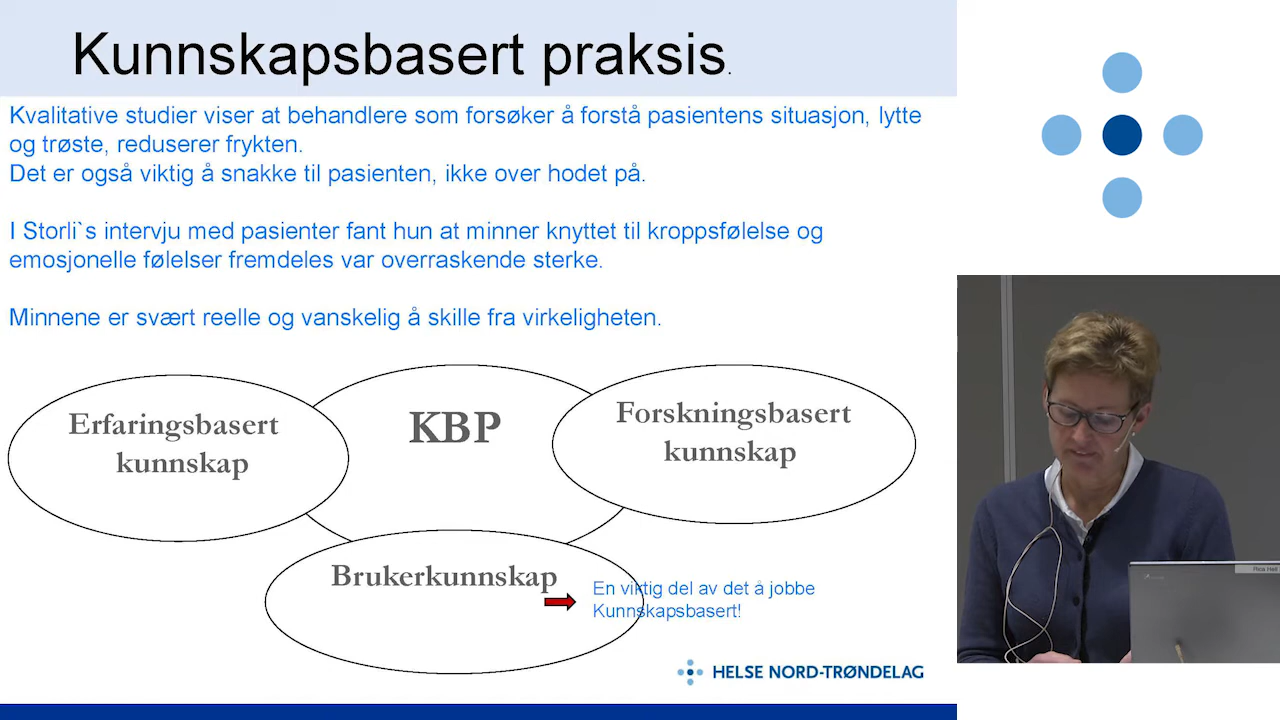 Kunnskapsbasert praksis.
Kvalitative studier viser at behandlere som forsøker å forstå pasientens situasjon, lytte
og trøste, reduserer frykten.
Det er også viktig å snakke til pasienten, ikke over hodet på.
I Storli`s intervju med pasienter fant hun at minner knyttet til kroppsfølelse og
emosjonelle følelser fremdeles var overraskende sterke.
Minnene er svært reelle og vanskelig å skille fra virkeligheten.
Erfaringsbasert
kunnskap
KBP
Forskningsbasert
kunnskap
Brukerkunnskap
En viktig del av det å jobbe
Kunnskapsbasert!
HELSE NORD-TRØNDELAG